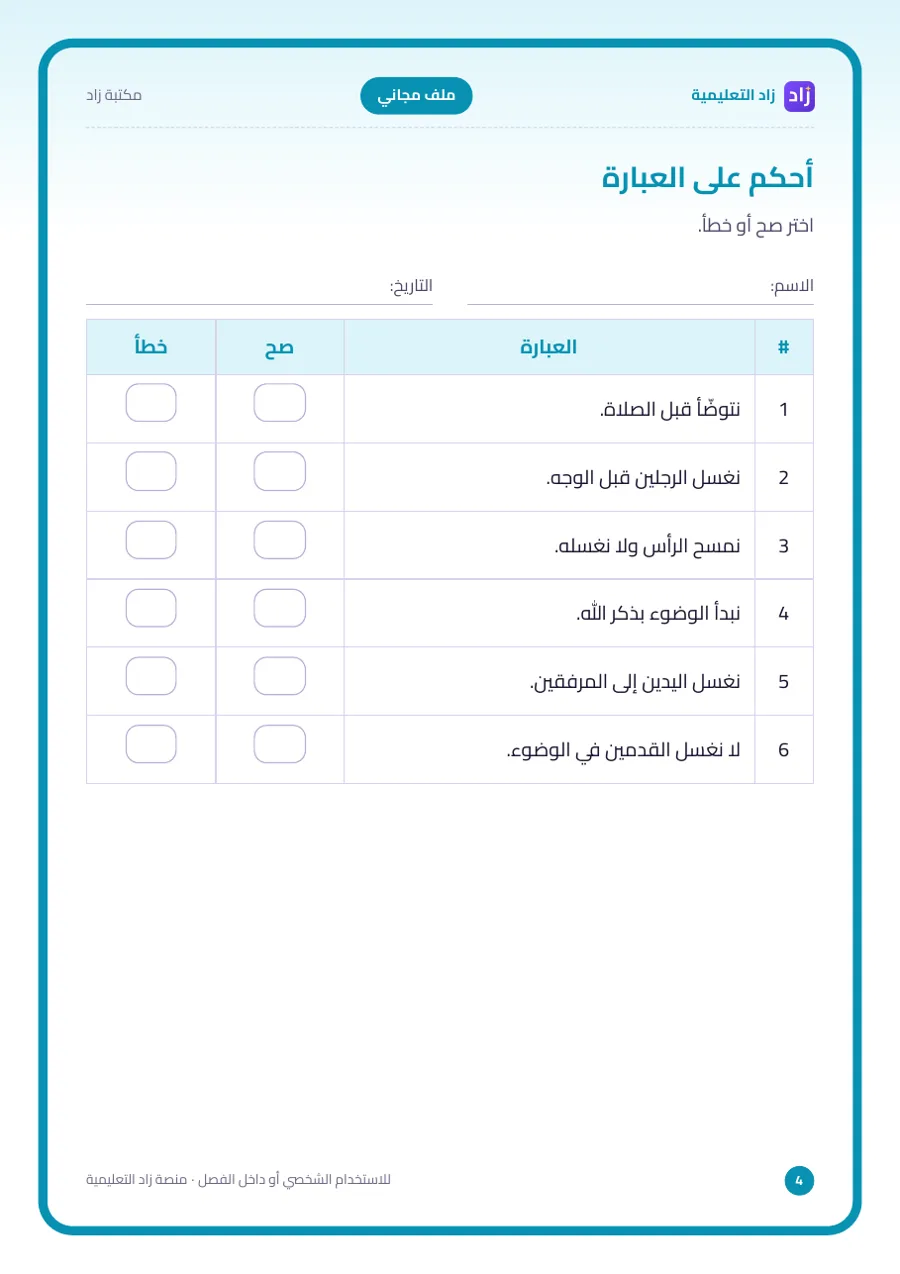 زاد زاد التعليمية
ملف مجاني
مكتبة زاد
أحكم على العبارة
اختر صح أو خطأ.
الاسم:
التاريخ:
# العبارة صح خطأ
1 نتوضّأ قبل الصلاة.
2 نغسل الرجلين قبل الوجه.
3 نمسح الرأس ولا نغسله.
4 نبدأ الوضوء بذكر الله.
5 نغسل اليدين إلى المرفقين.
6 لا نغسل القدمين في الوضوء.
4
للاستخدام الشخصي أو داخل الفصل · منصة زاد التعليمية